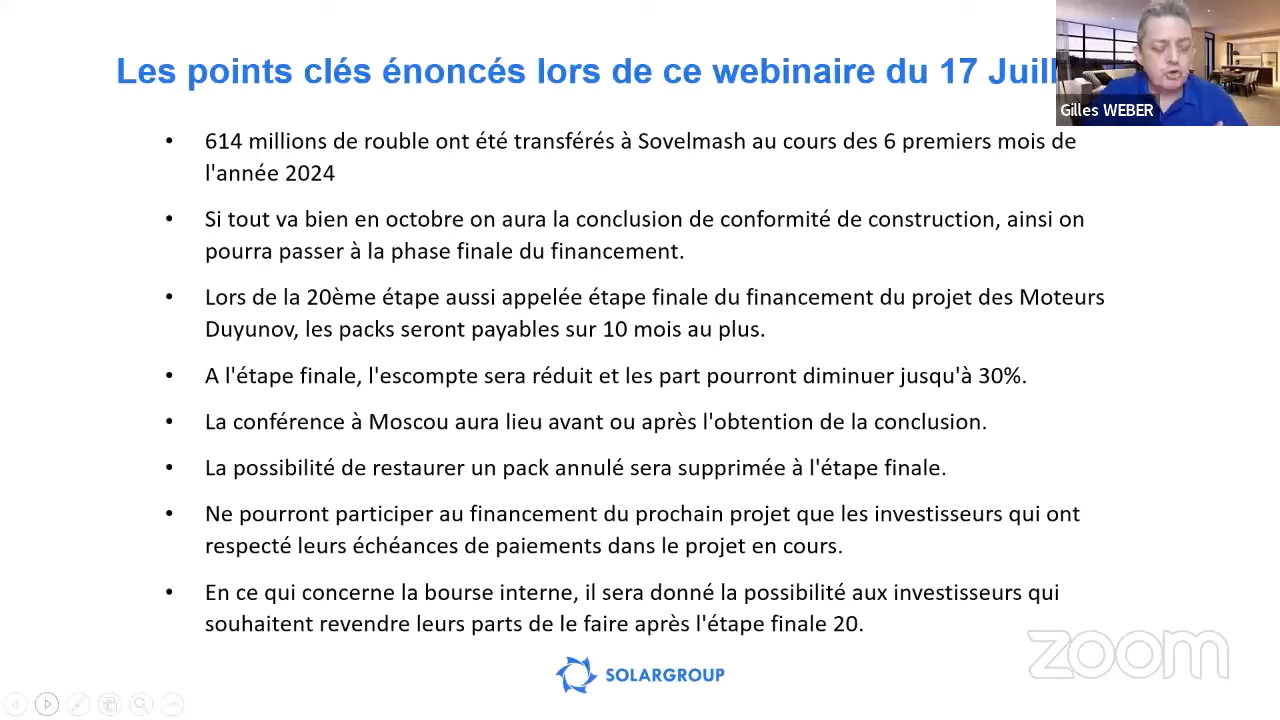 Les points clés énoncés lors de ce webinaire du 17 Juill
Gilles WEBER
• 614 millions de rouble ont été transférés à Sovelmash au cours des 6 premiers mois de
l'année 2024
• Si tout va bien en octobre on aura la conclusion de conformité de construction, ainsi on
pourra passer à la phase finale du financement.
• Lors de la 20ème étape aussi appelée étape finale du financement du projet des Moteurs
Duyunov, les packs seront payables sur 10 mois au plus.
• A l'étape finale, l'escompte sera réduit et les part pourront diminuer jusqu'à 30%.
• La conférence à Moscou aura lieu avant ou après l'obtention de la conclusion.
• La possibilité de restaurer un pack annulé sera supprimée à l'étape finale.
• Ne pourront participer au financement du prochain projet que les investisseurs qui ont
respecté leurs échéances de paiements dans le projet en cours.
• En ce qui concerne la bourse interne, il sera donné la possibilité aux investisseurs qui
souhaitent revendre leurs parts de le faire après l'étape finale 20.
zoom
SOLARGROUP